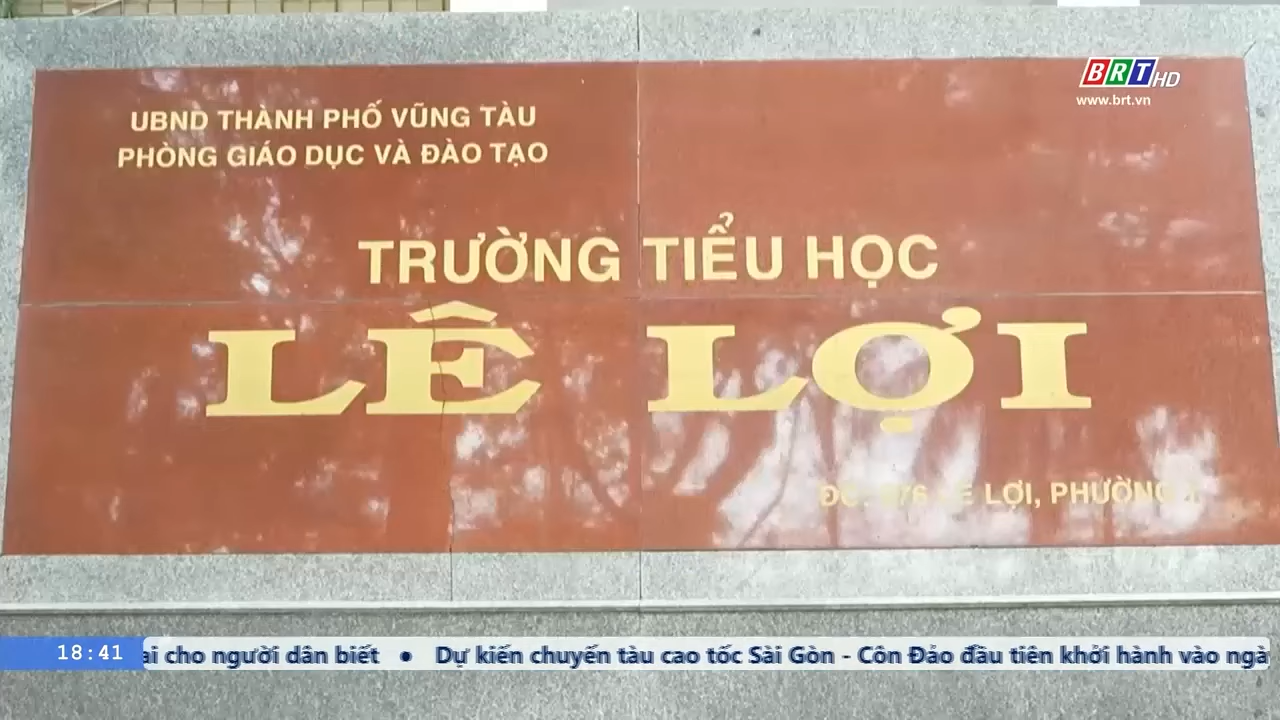 BRTHD
www.brt.vn
UBND THÀNH PHỐ VŨNG TÀU
PHÒNG GIÁO DỤC VÀ ĐÀO TẠO
TRƯỜNG TIỂU HỌC
LÊ LỢI
LÊ LỢI, PHƯỜNG
18:41
cho người dân biết • Dự kiến chuyến tàu cao tốc Sài Gòn - Côn Đảo đầu tiên khởi hành vào